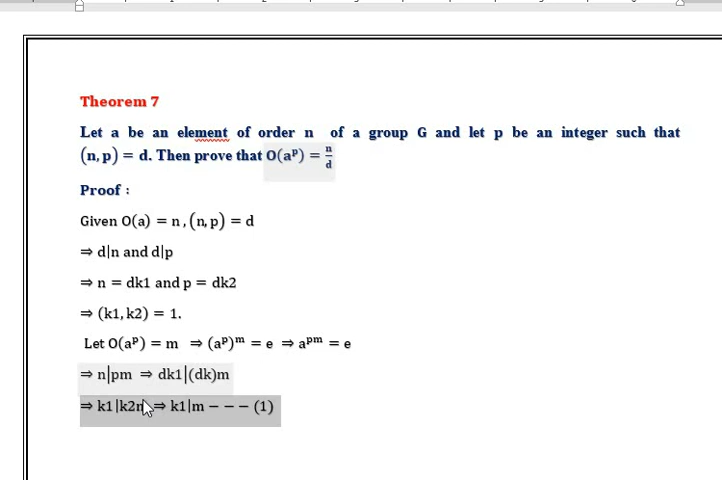 Theorem 7
Let a be an element of order n of a group G and let p be an integer such that
(n, p) = d. Then prove that O(aᵖ) = n/d
Proof :
Given O(a) = n, (n, p) = d
⇒ d|n and d|p
⇒ n = dk1 and p = dk2
⇒ (k1, k2) = 1.
Let O(aᵖ) = m ⇒ (aᵖ)ᵐ = e ⇒ aᵖᵐ = e
⇒ n|pm ⇒ dk1|(dk)m
⇒ k1|k2m ⇒ k1|m − − − (1)